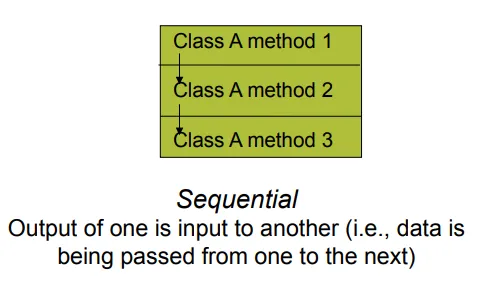 Class A method 1
Class A method 2
Class A method 3
Sequential
Output of one is input to another (i.e., data is
being passed from one to the next)